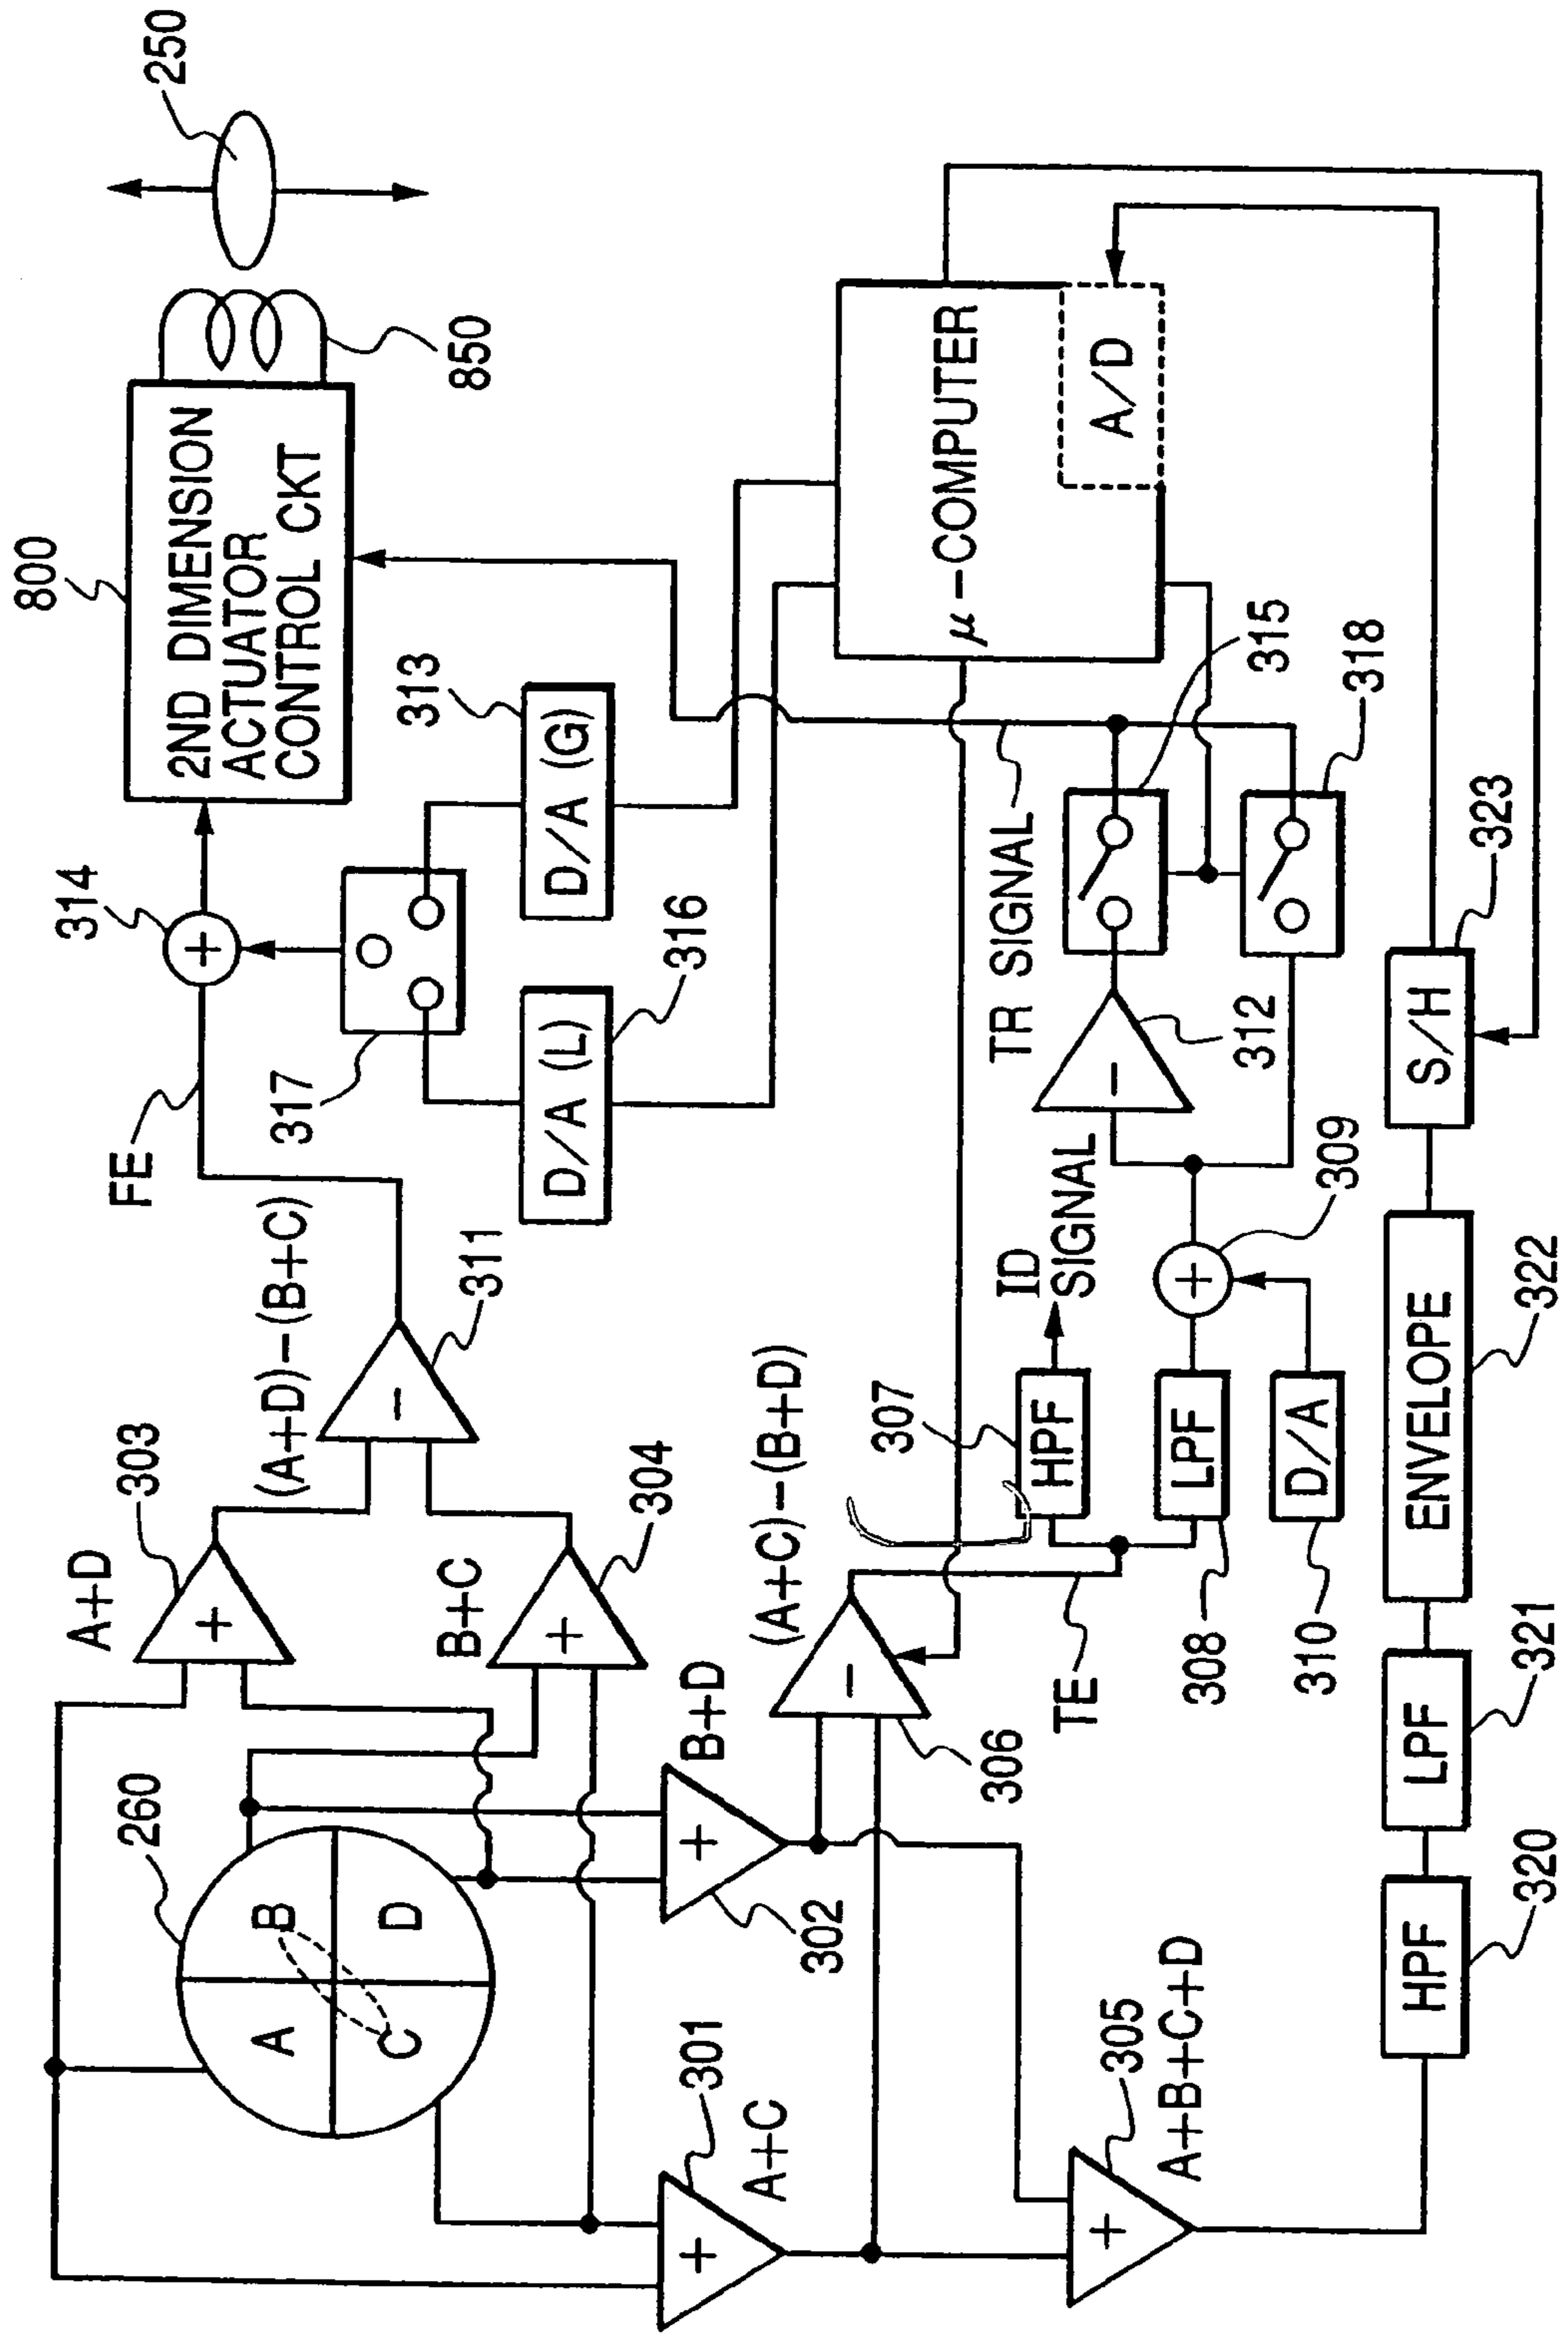 250
850
800
2ND DIMENSION
ACTUATOR
CONTROL CKT
314
+
FE
317
313
D/A (G)
316
D/A (L)
(A+D)−(B+C)
311
−
303
A+D
+
304
B+C
+
260
A
B
C
D
B+D
302
+
301
A+C
+
305
A+B+C+D
+
(A+C)−(B+D)
306
−
TE
307
HPF
ID
SIGNAL
308
LPF
309
+
310
D/A
312
−
TR SIGNAL
315
318
μ-COMPUTER
A/D
320
HPF
321
LPF
322
ENVELOPE
323
S/H